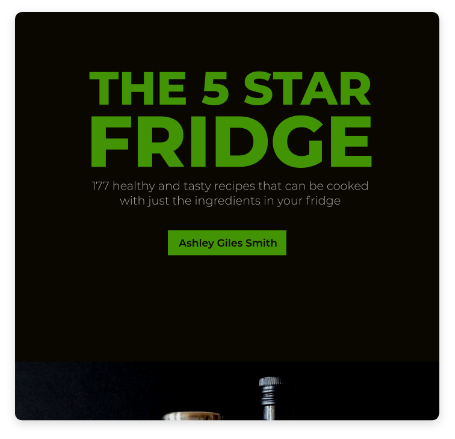 THE 5 STAR
FRIDGE
177 healthy and tasty recipes that can be cooked
with just the ingredients in your fridge
Ashley Giles Smith